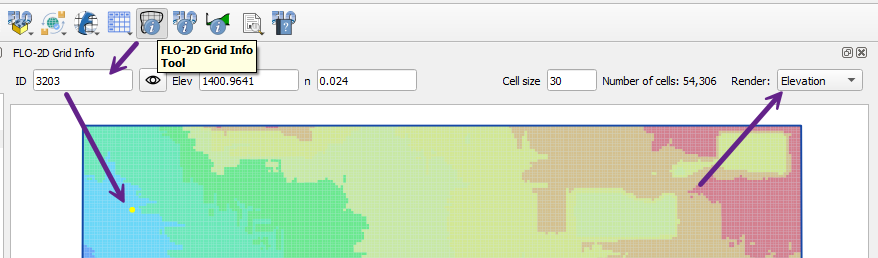 FLO-2D Grid Info
Tool
FLO-2D Grid Info
ID 3203 Elev 1400.9641 n 0.024 Cell size 30 Number of cells: 54,306 Render: Elevation